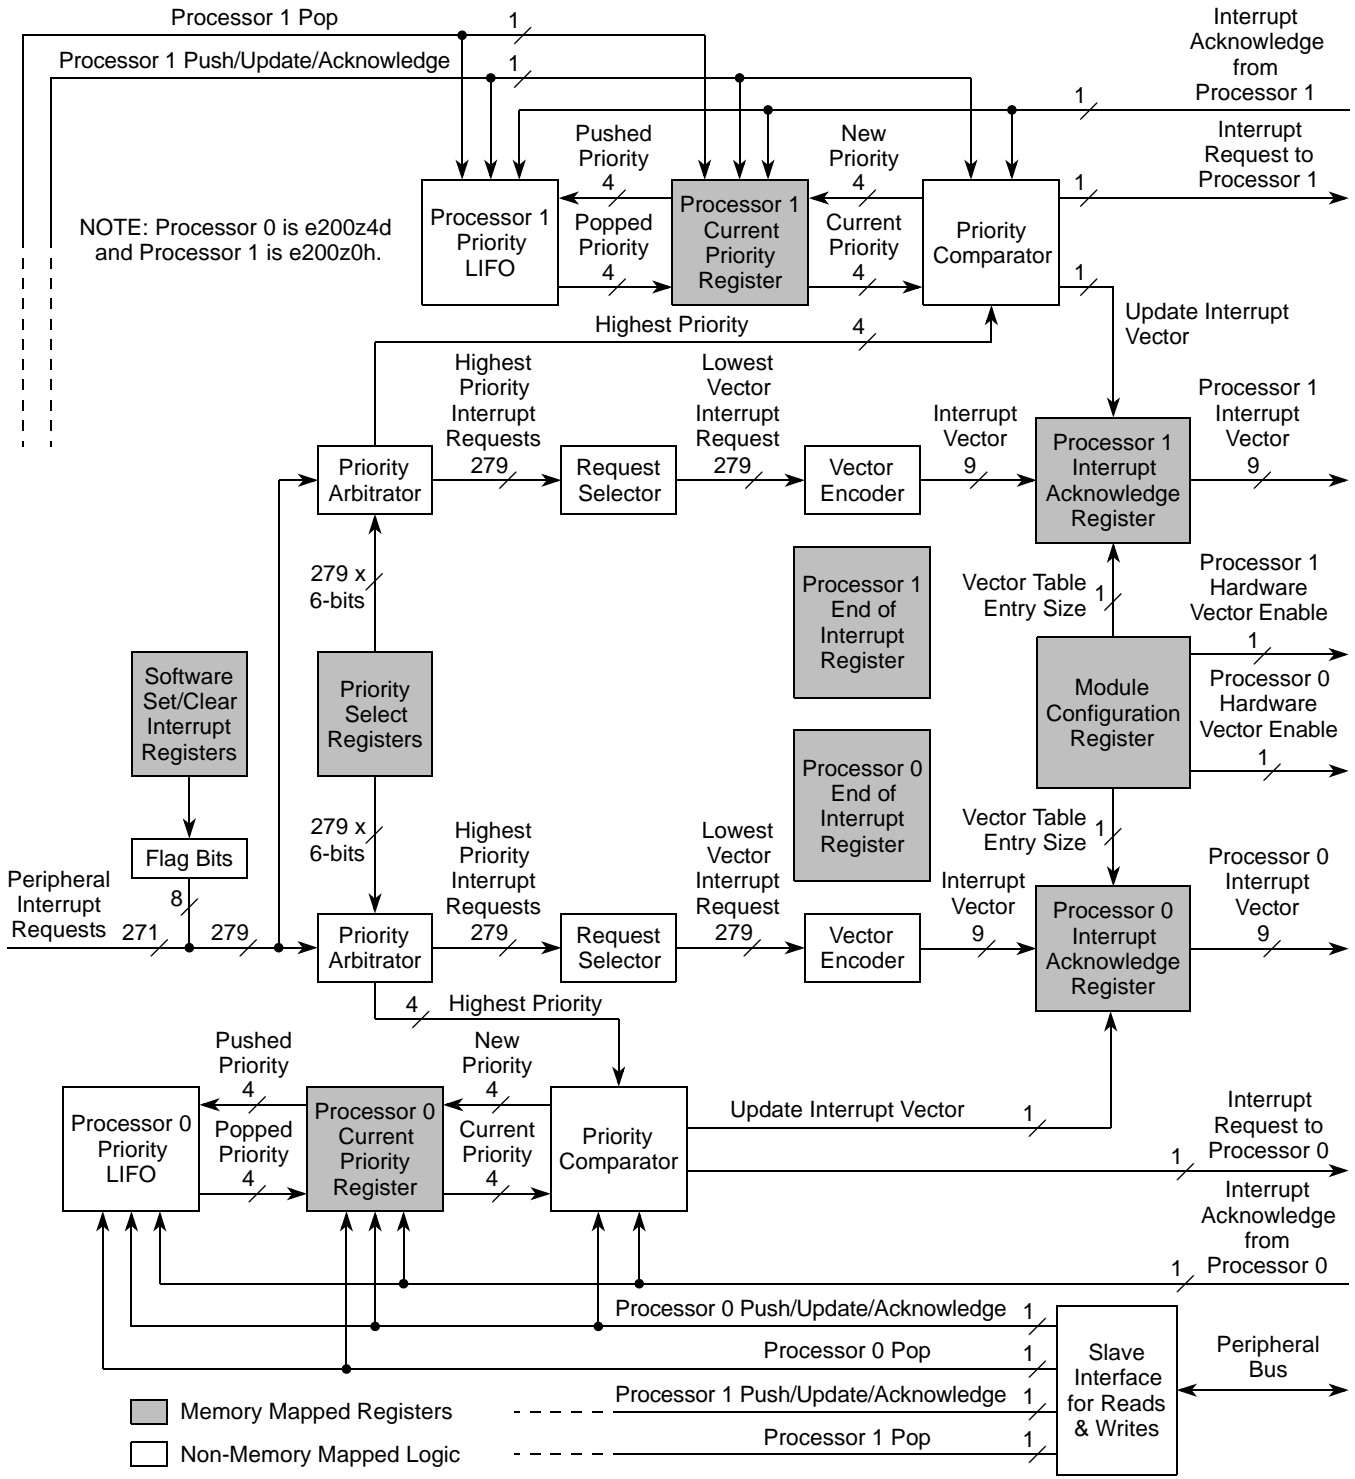 Processor 1 Pop
1
Interrupt
Acknowledge
from
Processor 1
Processor 1 Push/Update/Acknowledge
1
1
Pushed
Priority
4
New
Priority
4
Interrupt
Request to
Processor 1
1
NOTE: Processor 0 is e200z4d
and Processor 1 is e200z0h.
Processor 1
Priority
LIFO
Popped
Priority
4
Processor 1
Current
Priority
Register
Current
Priority
4
Priority
Comparator
1
Update Interrupt
Vector
Highest Priority
4
Highest
Priority
Interrupt
Requests
279
Lowest
Vector
Interrupt
Request
279
Interrupt
Vector
9
Processor 1
Interrupt
Vector
9
Priority
Arbitrator
Request
Selector
Vector
Encoder
Processor 1
Interrupt
Acknowledge
Register
279 x
6-bits
Processor 1
End of
Interrupt
Register
Vector Table
Entry Size
1
Processor 1
Hardware
Vector Enable
1
Software
Set/Clear
Interrupt
Registers
Priority
Select
Registers
Module
Configuration
Register
Processor 0
Hardware
Vector Enable
1
Processor 0
End of
Interrupt
Register
279 x
6-bits
Flag Bits
8
Vector Table
Entry Size
1
Peripheral
Interrupt
Requests
271
279
Highest
Priority
Interrupt
Requests
279
Lowest
Vector
Interrupt
Request
279
Interrupt
Vector
9
Processor 0
Interrupt
Vector
9
Priority
Arbitrator
Request
Selector
Vector
Encoder
Processor 0
Interrupt
Acknowledge
Register
4
Highest Priority
Pushed
Priority
4
New
Priority
4
Processor 0
Priority
LIFO
Popped
Priority
4
Processor 0
Current
Priority
Register
Current
Priority
4
Priority
Comparator
Update Interrupt Vector
1
Interrupt
Request to
Processor 0
1
Interrupt
Acknowledge
from
Processor 0
1
Processor 0 Push/Update/Acknowledge
1
Processor 0 Pop
1
Slave
Interface
for Reads
& Writes
Peripheral
Bus
Memory Mapped Registers
Processor 1 Push/Update/Acknowledge
1
Non-Memory Mapped Logic
Processor 1 Pop
1